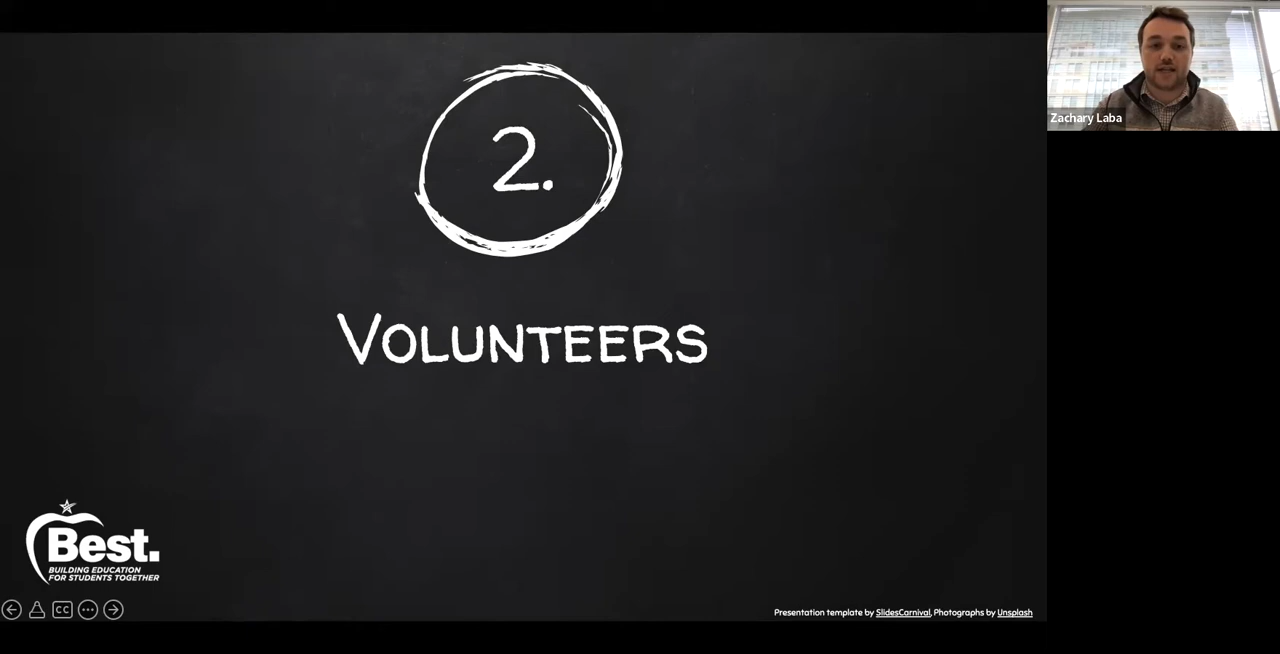 2.
VOLUNTEERS
Zachary Laba
Best.
BUILDING EDUCATION
FOR STUDENTS TOGETHER
CC
Presentation template by SlidesCarnival, Photographs by Unsplash